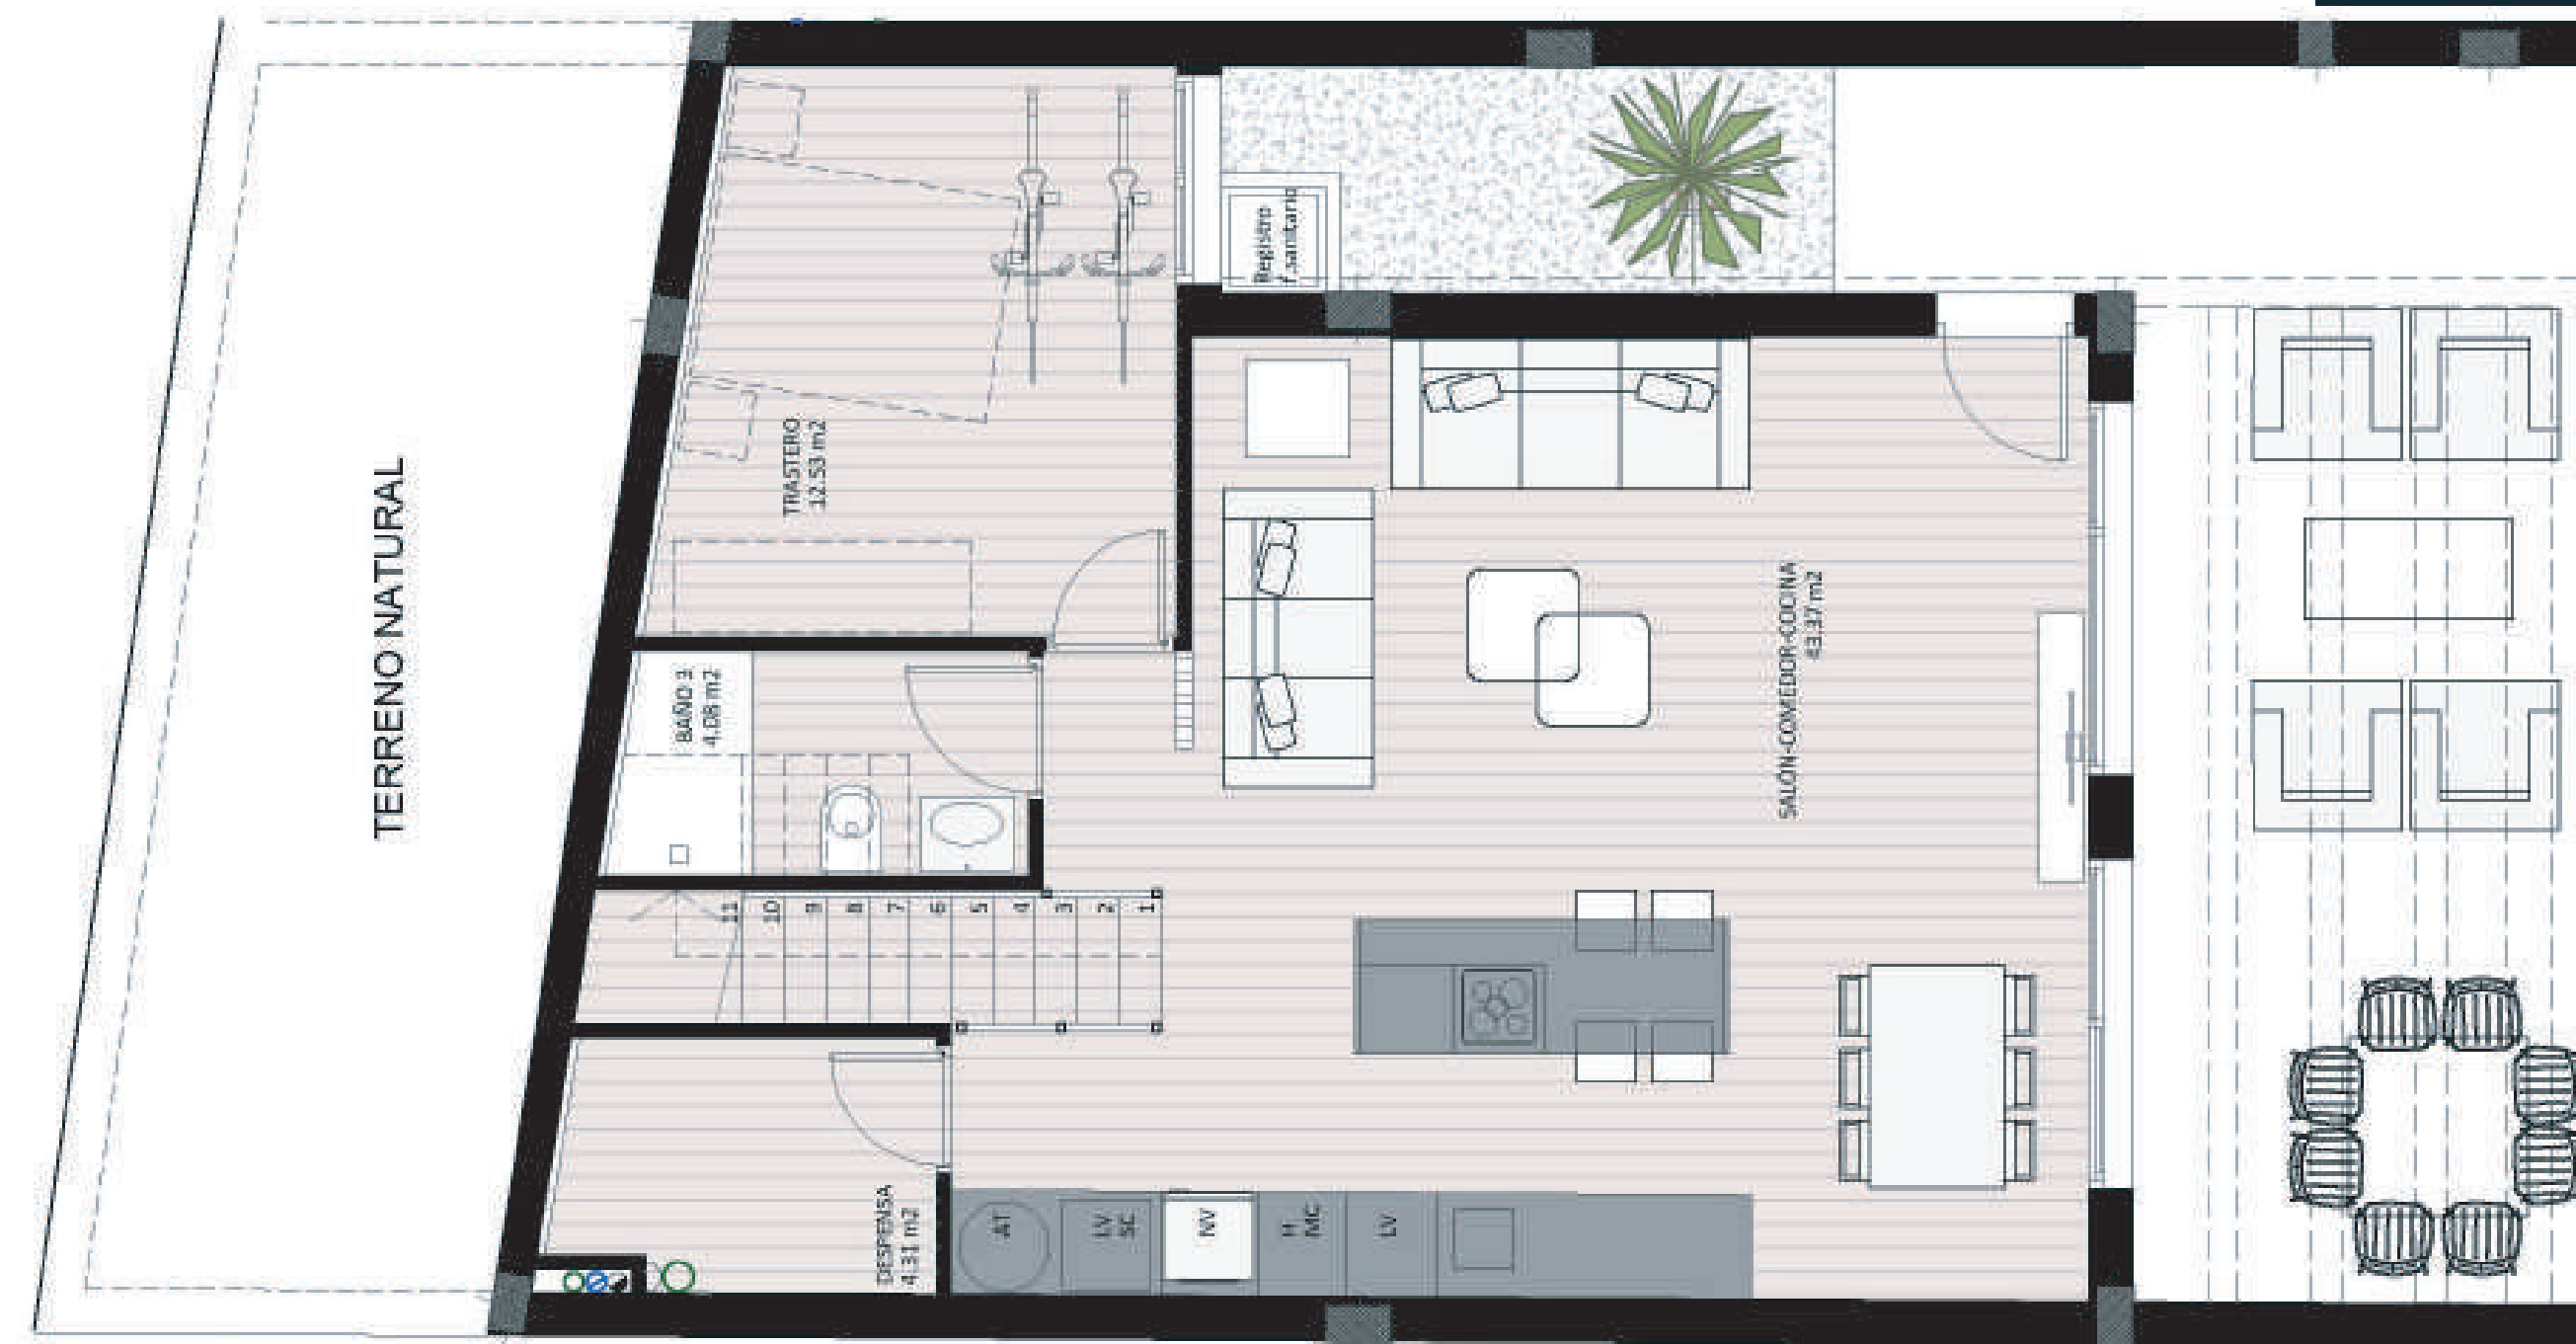 TERRENO NATURAL
TRASTERO
12.53 m2
Registro
f.sanitario
BAÑO 3
4.08 m2
SALÓN-COMEDOR-COCINA
43.37 m2
11
10
9
8
7
6
5
4
3
2
1
DESPENSA
4.31 m2
AT
LV
SC
NV
H
MC
LV